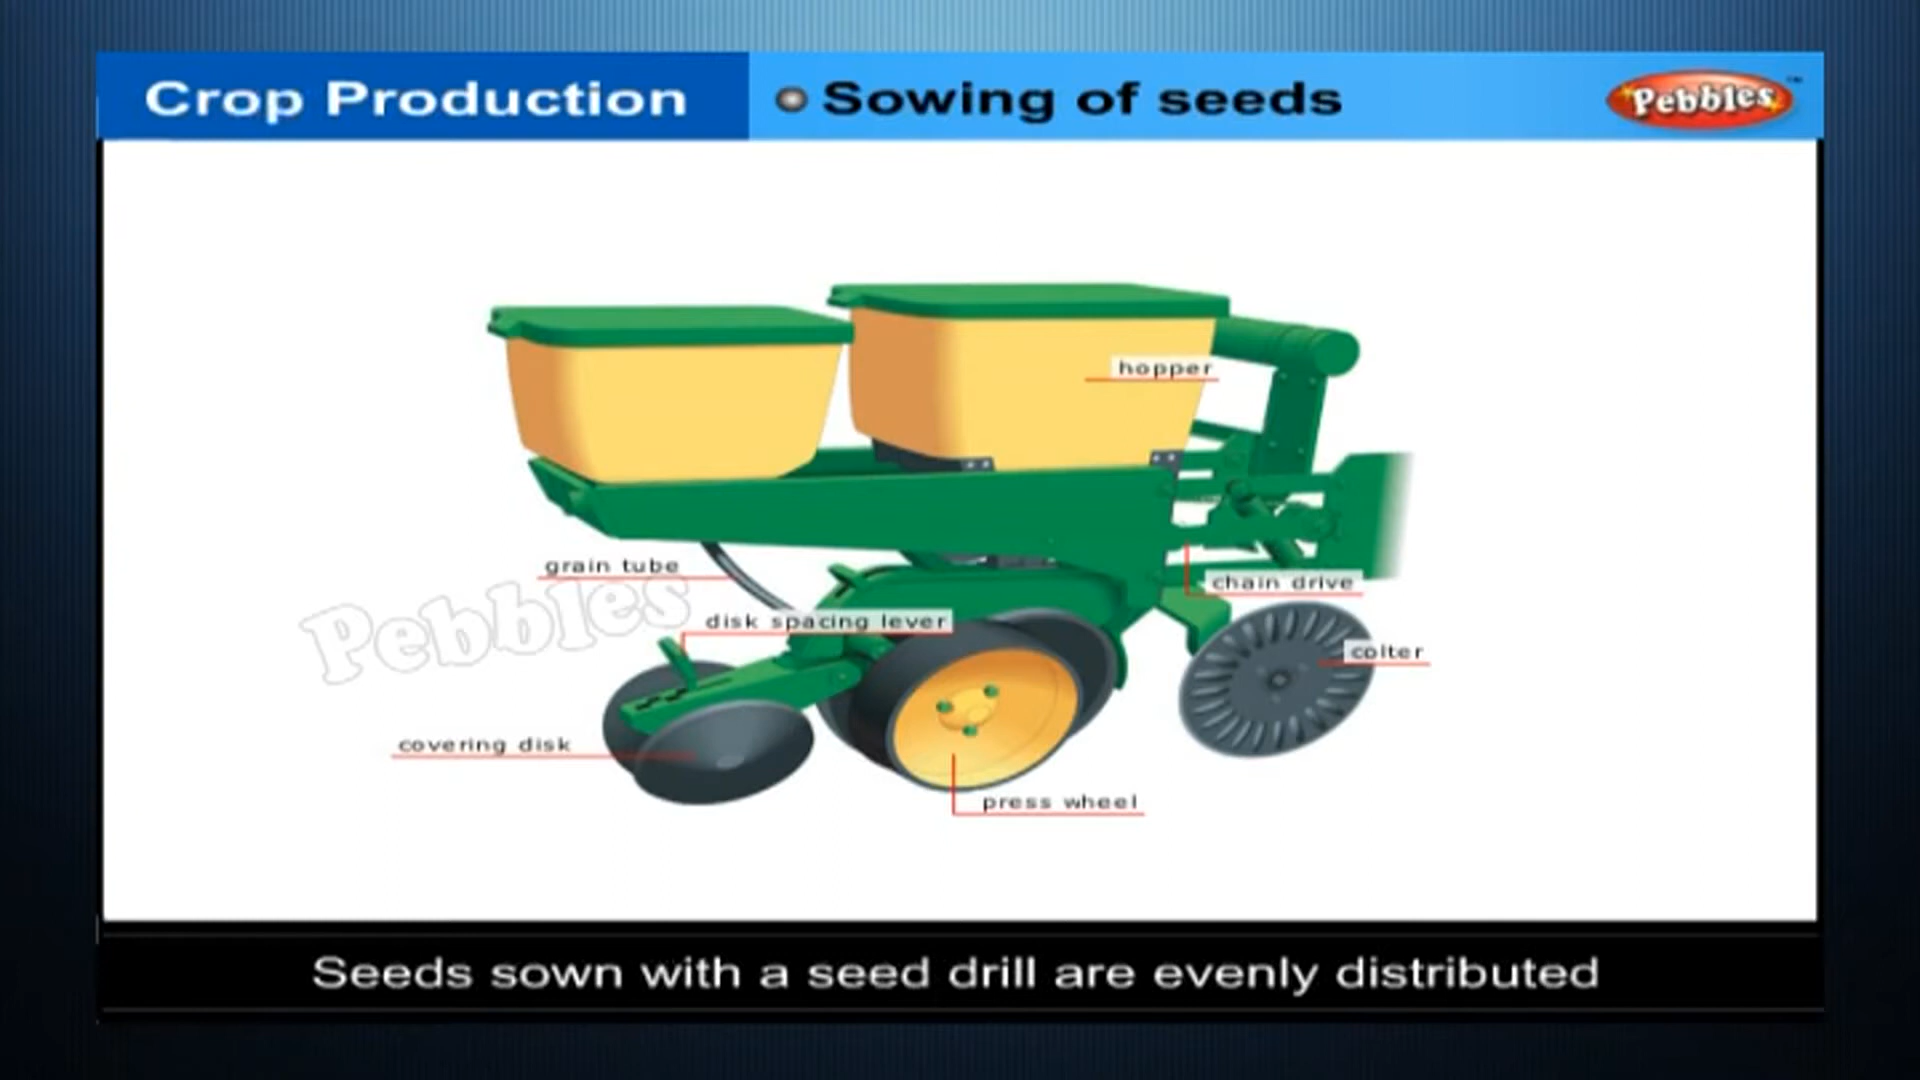 Crop Production
Sowing of seeds
Pebbles™
hopper
grain tube
chain drive
Pebbles
disk spacing lever
colter
covering disk
press wheel
Seeds sown with a seed drill are evenly distributed